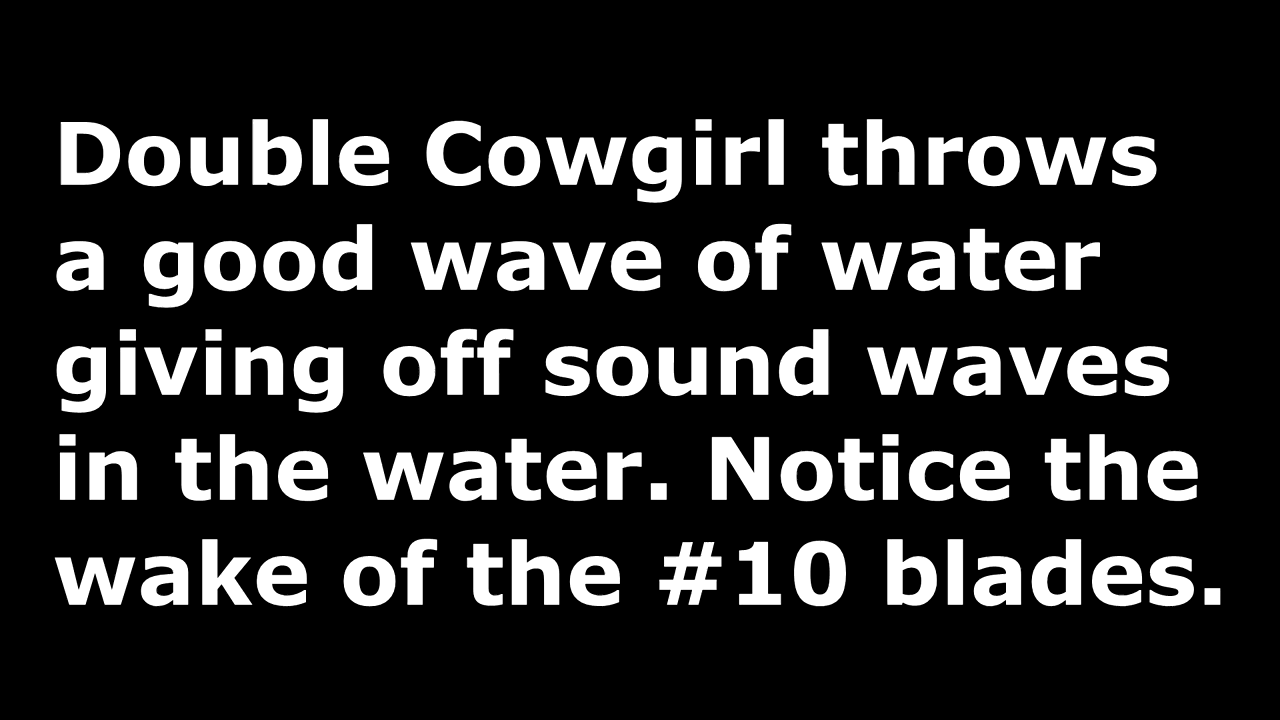 Double Cowgirl throws
a good wave of water
giving off sound waves
in the water. Notice the
wake of the #10 blades.